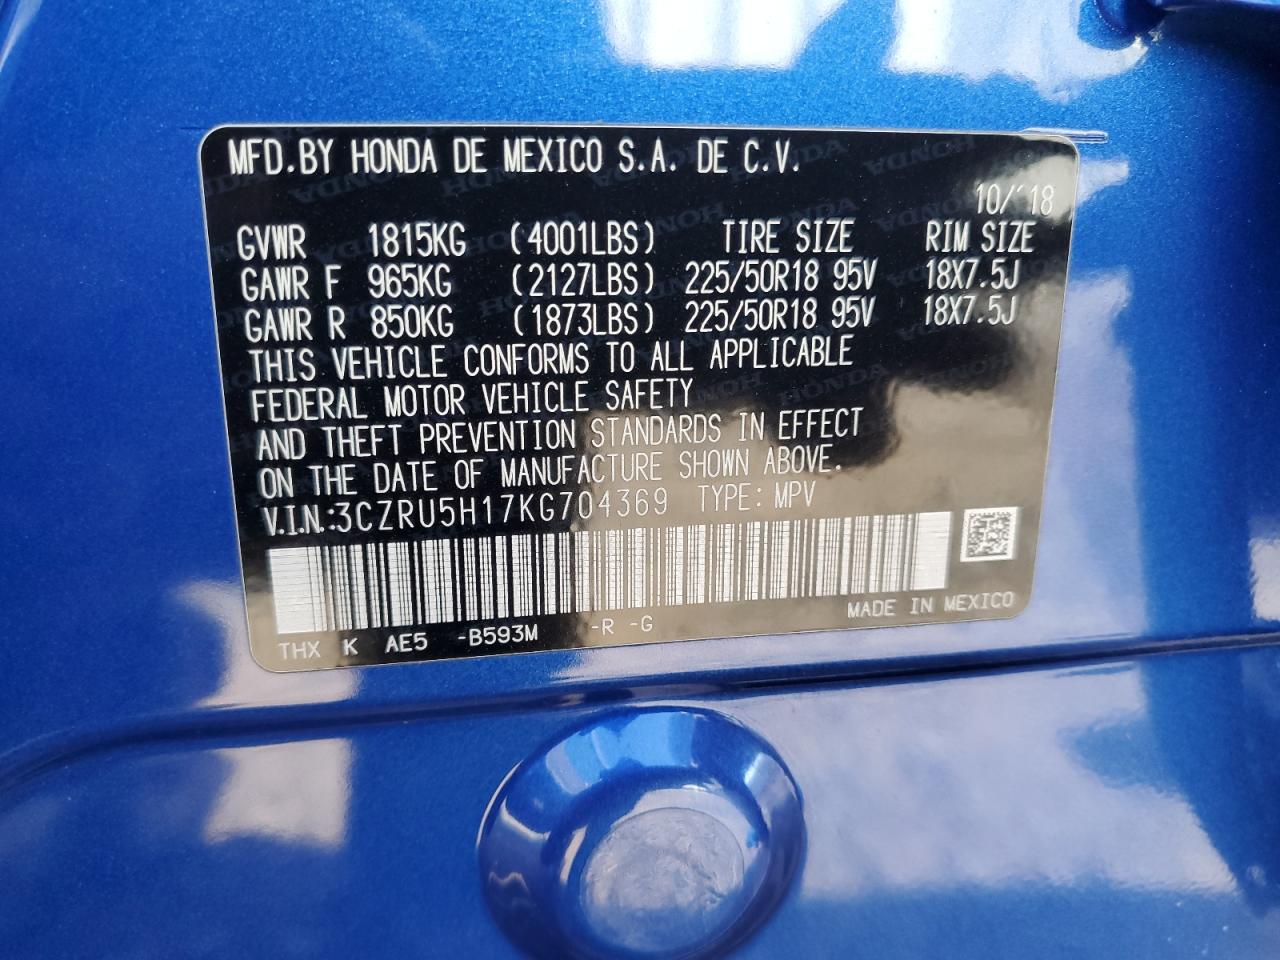 MFD.BY HONDA DE MEXICO S.A. DE C.V.
10/'18
GVWR 1815KG (4001LBS) TIRE SIZE RIM SIZE
GAWR F 965KG (2127LBS) 225/50R18 95V 18X7.5J
GAWR R 850KG (1873LBS) 225/50R18 95V 18X7.5J
THIS VEHICLE CONFORMS TO ALL APPLICABLE
FEDERAL MOTOR VEHICLE SAFETY
AND THEFT PREVENTION STANDARDS IN EFFECT
ON THE DATE OF MANUFACTURE SHOWN ABOVE.
V.I.N.:3CZRU5H17KG704369 TYPE: MPV
MADE IN MEXICO
THX K AE5 -B593M -R -G